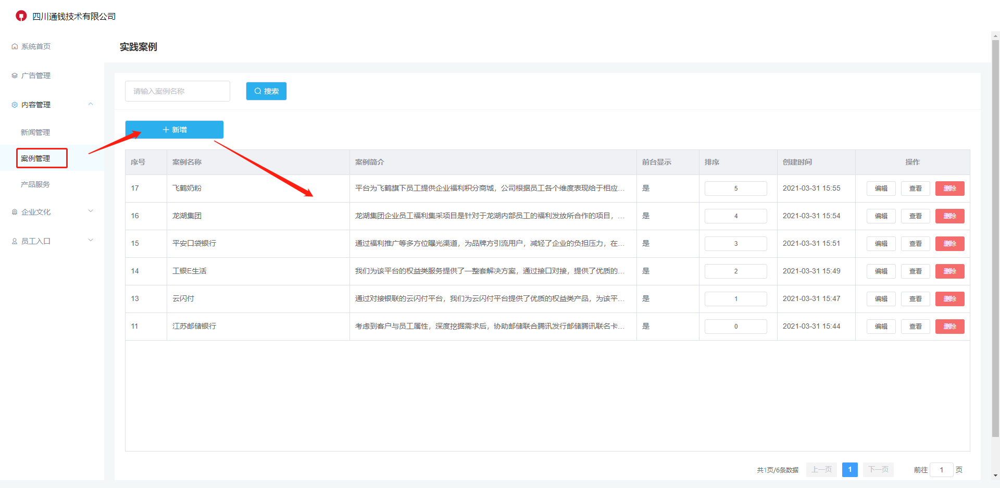 四川通钱技术有限公司
系统首页
广告管理
内容管理
新闻管理
案例管理
产品服务
企业文化
员工入口
实践案例
请输入案例名称
搜索
新增
序号 案例名称 案例简介 前台显示 排序 创建时间 操作
17 飞鹤奶粉 平台为飞鹤旗下员工提供企业福利积分商城，公司根据员工各个维度表现给于相应... 是 5 2021-03-31 15:55 编辑 查看 删除
16 龙湖集团 龙湖集团企业员工福利集采项目是针对于龙湖内部员工的福利发放所合作的项目，... 是 4 2021-03-31 15:54 编辑 查看 删除
15 平安口袋银行 通过福利推广等多方位曝光渠道，为品牌方引流用户，减轻了企业的负担压力，在... 是 3 2021-03-31 15:51 编辑 查看 删除
14 工银E生活 我们为该平台的权益类服务提供了一整套解决方案，通过接口对接，提供了优质的... 是 2 2021-03-31 15:49 编辑 查看 删除
13 云闪付 通过对接银联的云闪付平台，我们为云闪付平台提供了优质的权益类产品，为该平... 是 1 2021-03-31 15:47 编辑 查看 删除
11 江苏邮储银行 考虑到客户与员工属性，深度挖掘需求后，协助邮储联合腾讯发行邮储腾讯联名卡... 是 0 2021-03-31 15:44 编辑 查看 删除
共1页/6条数据 上一页 1 下一页 前往 1 页